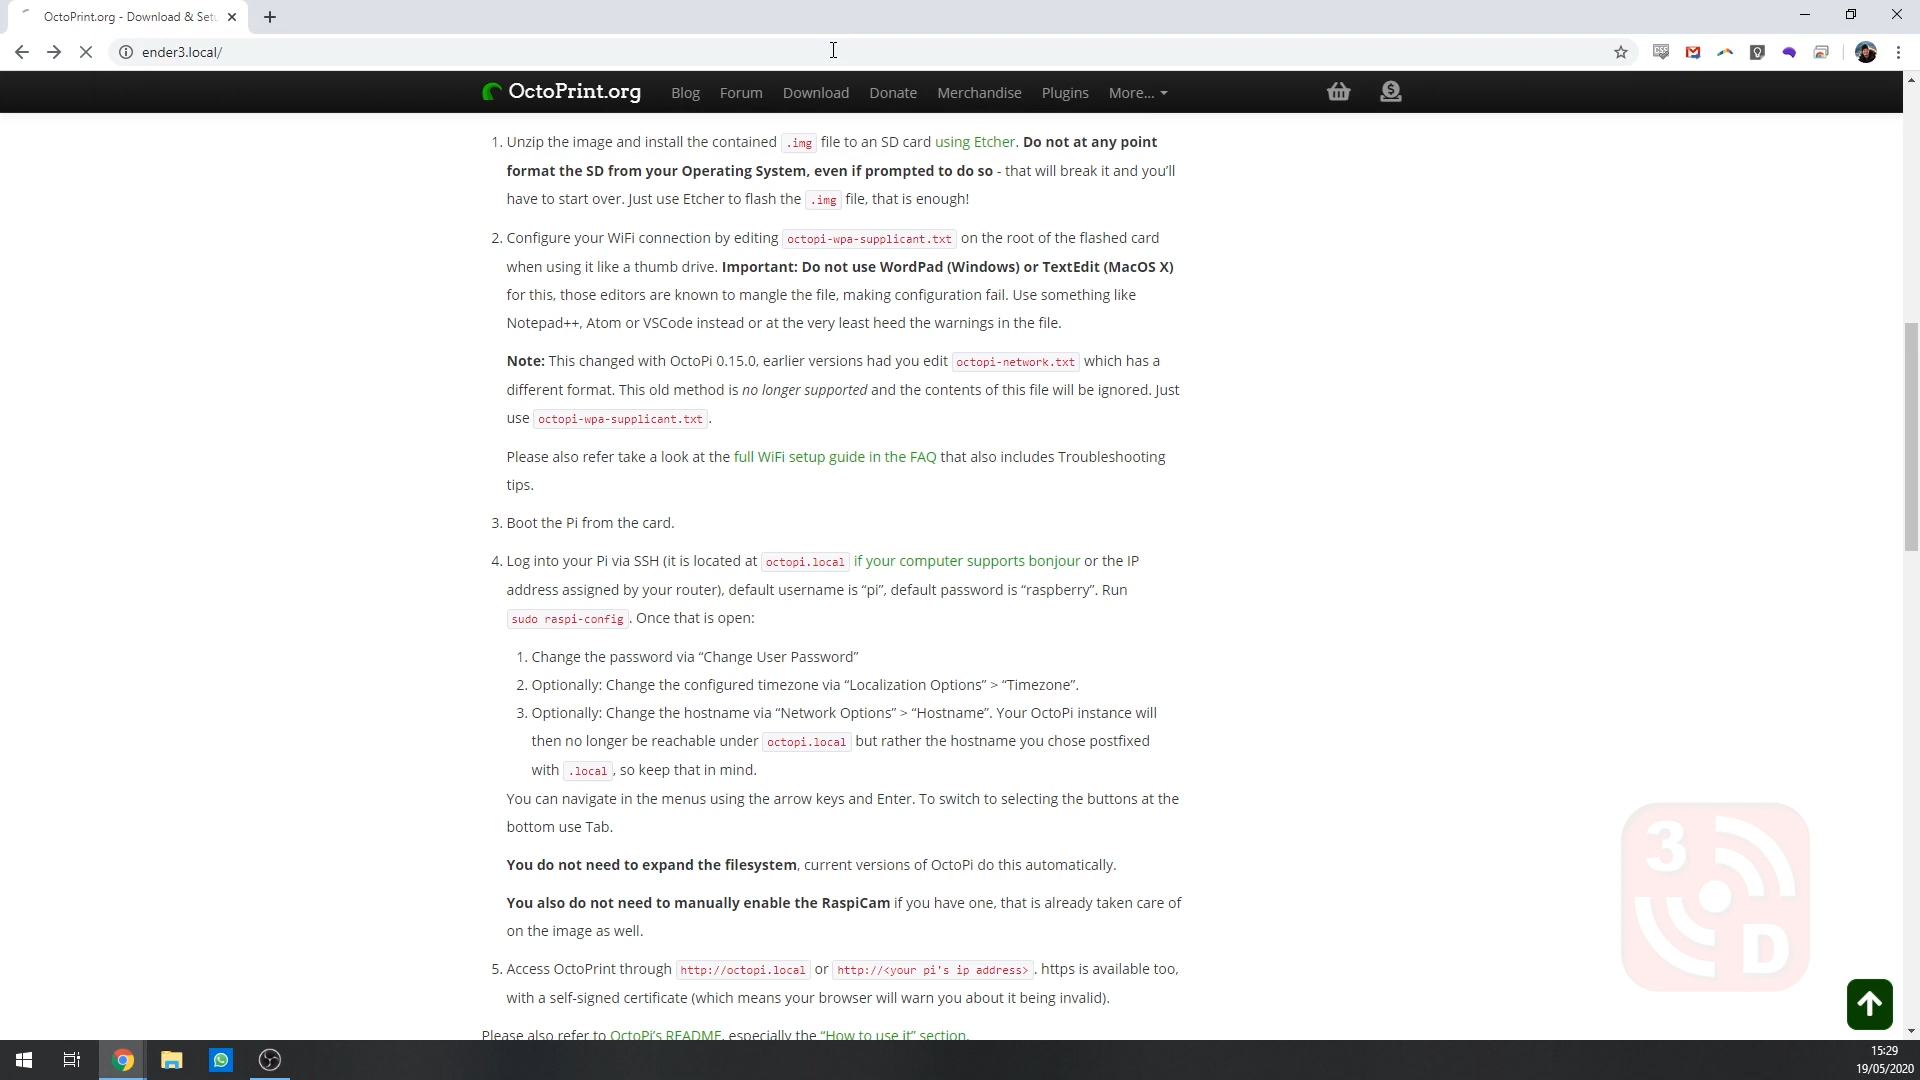 OctoPrint.org - Download & Setu
ender3.local/
OctoPrint.org Blog Forum Download Donate Merchandise Plugins More...
1. Unzip the image and install the contained .img file to an SD card using Etcher. Do not at any point
format the SD from your Operating System, even if prompted to do so - that will break it and you’ll
have to start over. Just use Etcher to flash the .img file, that is enough!
2. Configure your WiFi connection by editing octopi-wpa-supplicant.txt on the root of the flashed card
when using it like a thumb drive. Important: Do not use WordPad (Windows) or TextEdit (MacOS X)
for this, those editors are known to mangle the file, making configuration fail. Use something like
Notepad++, Atom or VSCode instead or at the very least heed the warnings in the file.
Note: This changed with OctoPi 0.15.0, earlier versions had you edit octopi-network.txt which has a
different format. This old method is no longer supported and the contents of this file will be ignored. Just
use octopi-wpa-supplicant.txt.
Please also refer take a look at the full WiFi setup guide in the FAQ that also includes Troubleshooting
tips.
3. Boot the Pi from the card.
4. Log into your Pi via SSH (it is located at octopi.local if your computer supports bonjour or the IP
address assigned by your router), default username is “pi”, default password is “raspberry”. Run
sudo raspi-config. Once that is open:
1. Change the password via “Change User Password”
2. Optionally: Change the configured timezone via “Localization Options” > “Timezone”.
3. Optionally: Change the hostname via “Network Options” > “Hostname”. Your OctoPi instance will
then no longer be reachable under octopi.local but rather the hostname you chose postfixed
with .local, so keep that in mind.
You can navigate in the menus using the arrow keys and Enter. To switch to selecting the buttons at the
bottom use Tab.
You do not need to expand the filesystem, current versions of OctoPi do this automatically.
You also do not need to manually enable the RaspiCam if you have one, that is already taken care of
on the image as well.
5. Access OctoPrint through http://octopi.local or http://<your pi's ip address>. https is available too,
with a self-signed certificate (which means your browser will warn you about it being invalid).
Please also refer to OctoPi’s README, especially the “How to use it” section.
3
D
15:29
19/05/2020